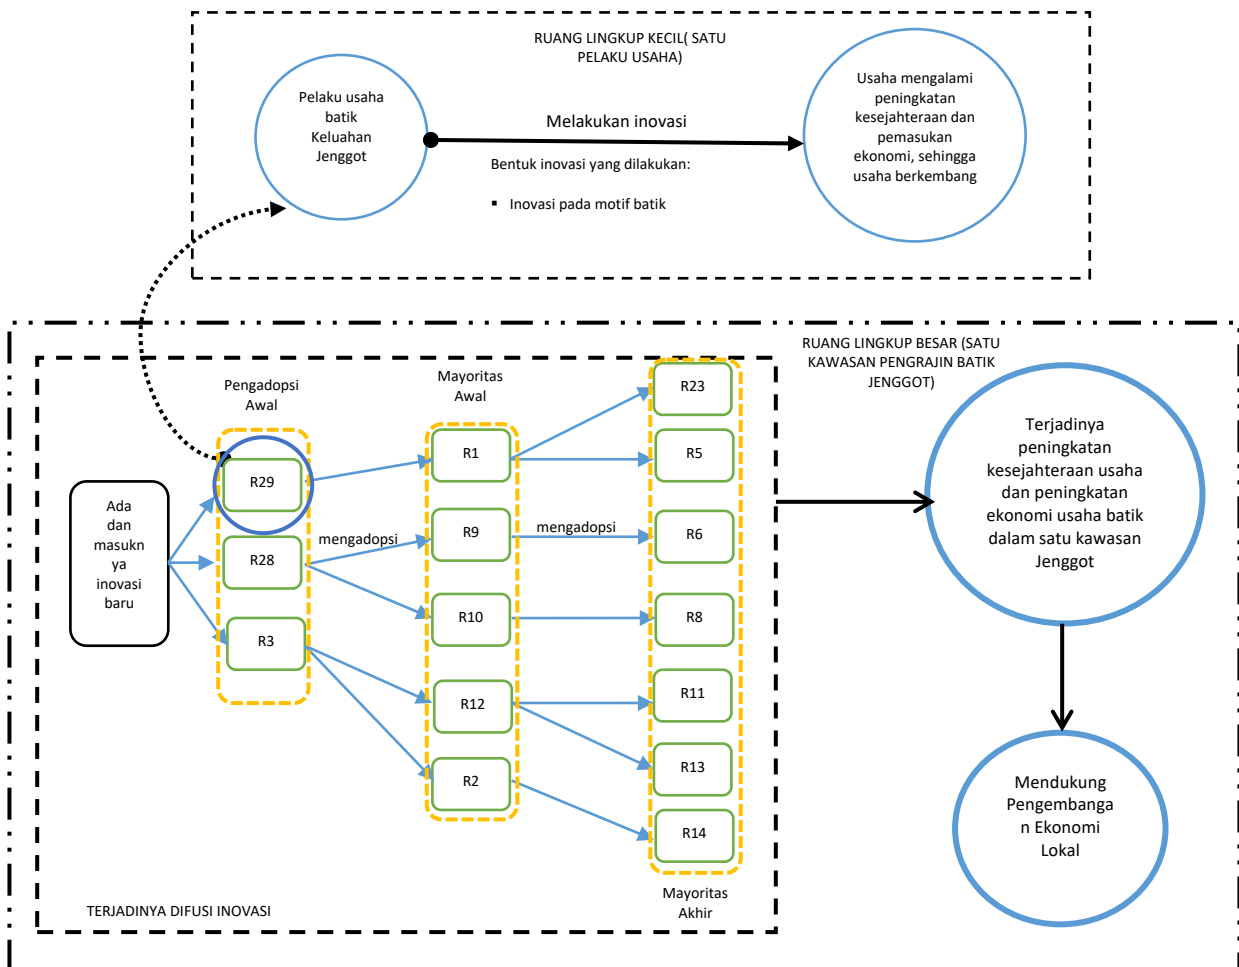 RUANG LINGKUP KECIL( SATU
PELAKU USAHA)
Pelaku usaha
batik
Keluahan
Jenggot
Melakukan inovasi
Bentuk inovasi yang dilakukan:
▪ Inovasi pada motif batik
Usaha mengalami
peningkatan
kesejahteraan dan
pemasukan
ekonomi, sehingga
usaha berkembang
RUANG LINGKUP BESAR (SATU
KAWASAN PENGRAJIN BATIK
JENGGOT)
Ada
dan
masukn
ya
inovasi
baru
Pengadopsi
Awal
R29
R28
R3
mengadopsi
Mayoritas
Awal
R1
R9
R10
R12
R2
mengadopsi
R23
R5
R6
R8
R11
R13
R14
Mayoritas
Akhir
TERJADINYA DIFUSI INOVASI
Terjadinya
peningkatan
kesejahteraan usaha
dan peningkatan
ekonomi usaha batik
dalam satu kawasan
Jenggot
Mendukung
Pengembanga
n Ekonomi
Lokal